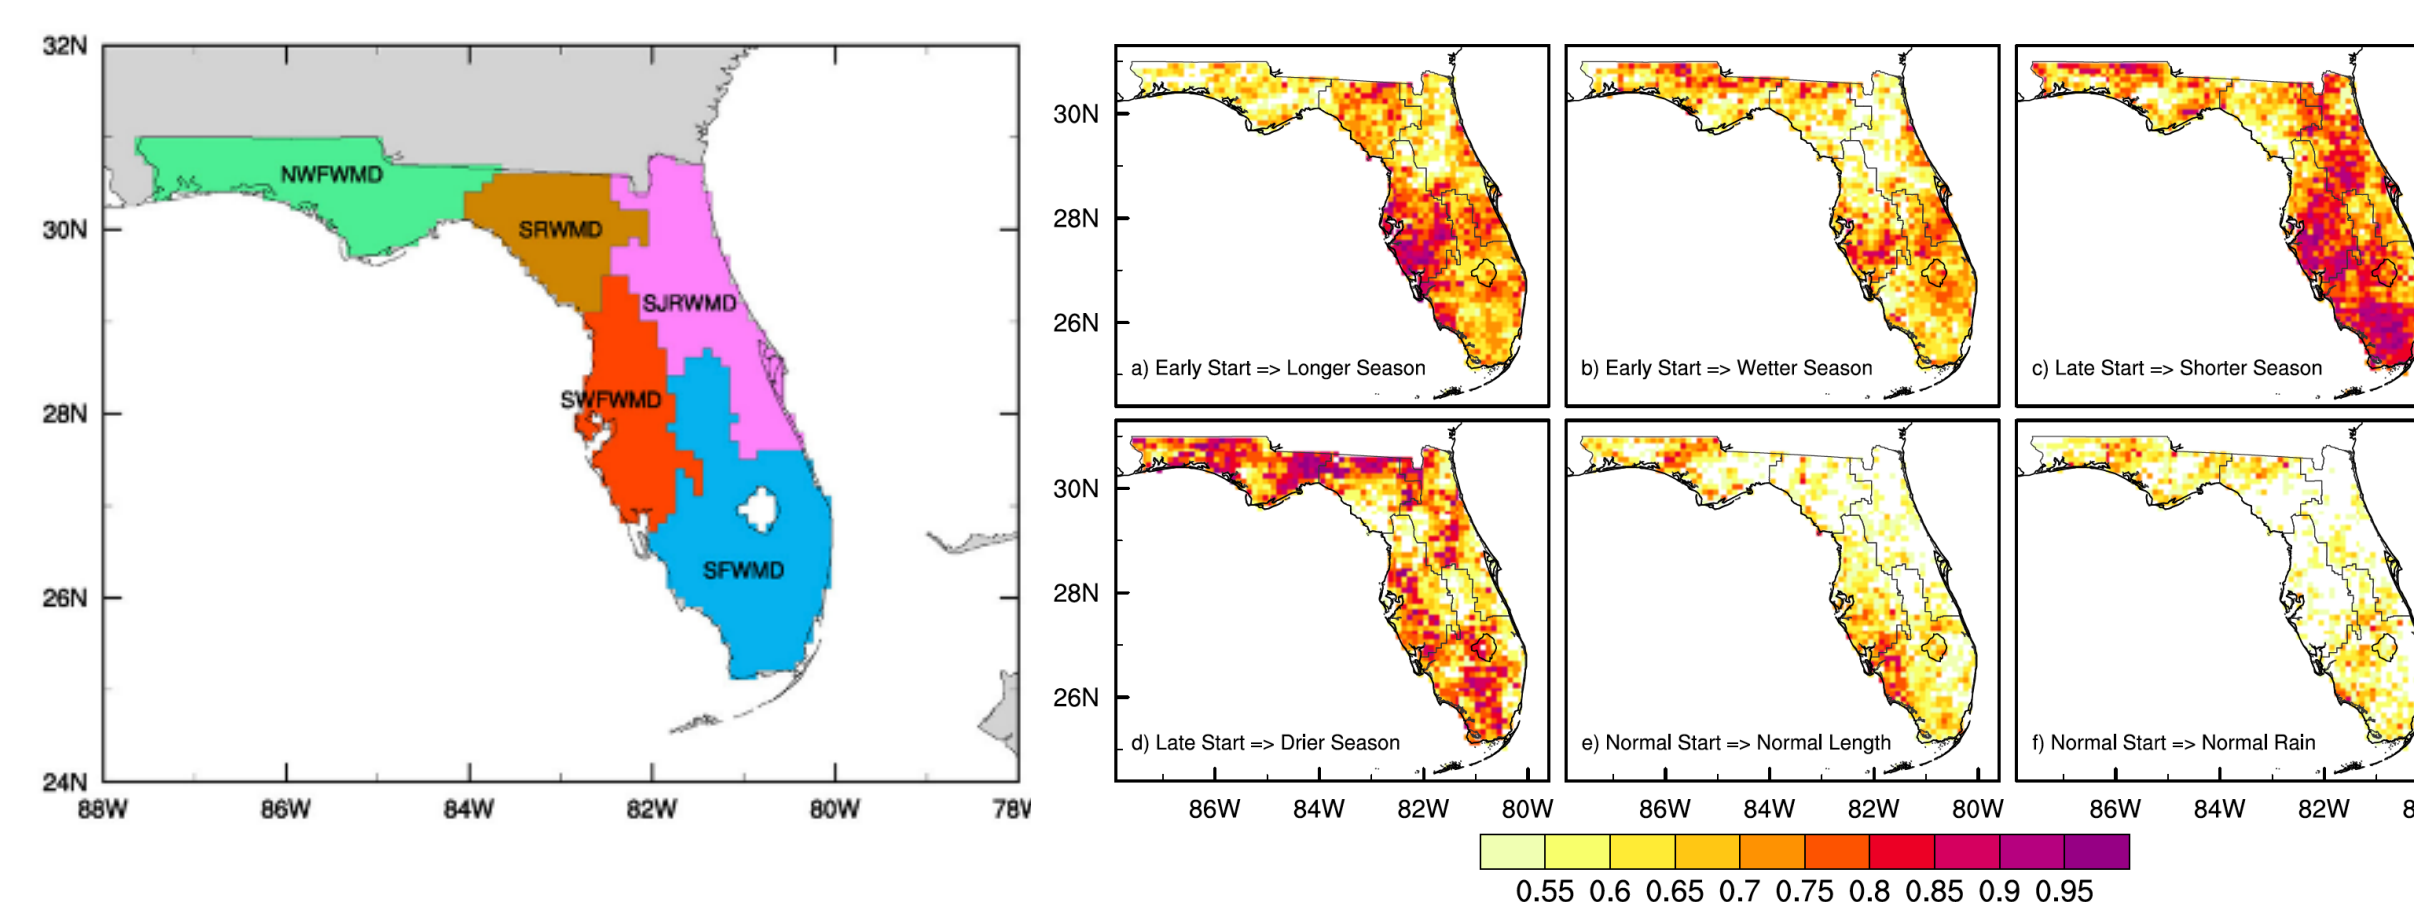 32N
30N
28N
26N
24N
88W 86W 84W 82W 80W 78W
NWFWMD
SRWMD
SJRWMD
SWFWMD
SFWMD
30N
28N
26N
a) Early Start => Longer Season
b) Early Start => Wetter Season
c) Late Start => Shorter Season
30N
28N
26N
d) Late Start => Drier Season
e) Normal Start => Normal Length
f) Normal Start => Normal Rain
86W 84W 82W 80W
86W 84W 82W 80W
86W 84W 82W 8
0.55 0.6 0.65 0.7 0.75 0.8 0.85 0.9 0.95